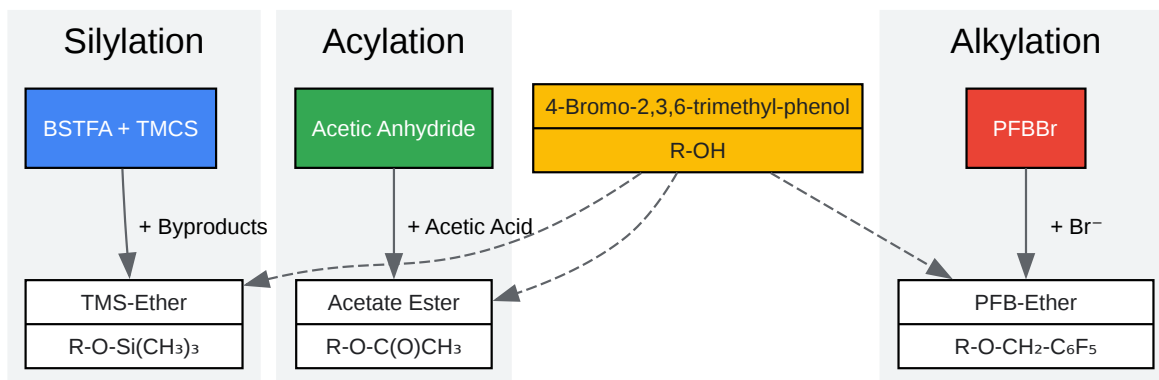 Silylation
Acylation
Alkylation
BSTFA + TMCS
Acetic Anhydride
4-Bromo-2,3,6-trimethyl-phenol
R-OH
PFBBr
+ Byproducts
+ Acetic Acid
+ Br⁻
TMS-Ether
R-O-Si(CH₃)₃
Acetate Ester
R-O-C(O)CH₃
PFB-Ether
R-O-CH₂-C₆F₅